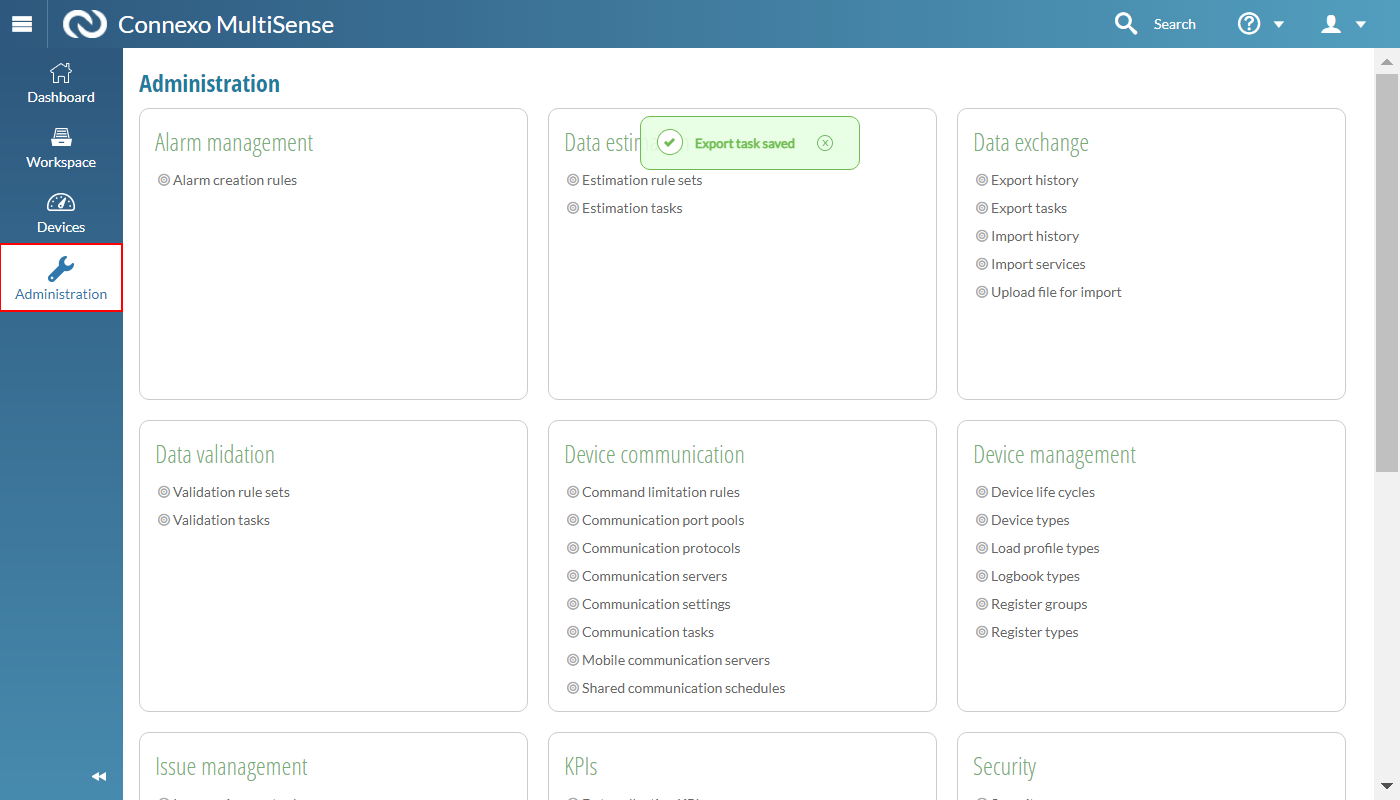 Connexo MultiSense
Search
Dashboard
Workspace
Devices
Administration
Administration
Alarm management
Alarm creation rules
Data estim
Export task saved
Estimation rule sets
Estimation tasks
Data exchange
Export history
Export tasks
Import history
Import services
Upload file for import
Data validation
Validation rule sets
Validation tasks
Device communication
Command limitation rules
Communication port pools
Communication protocols
Communication servers
Communication settings
Communication tasks
Mobile communication servers
Shared communication schedules
Device management
Device life cycles
Device types
Load profile types
Logbook types
Register groups
Register types
Issue management
KPIs
Security